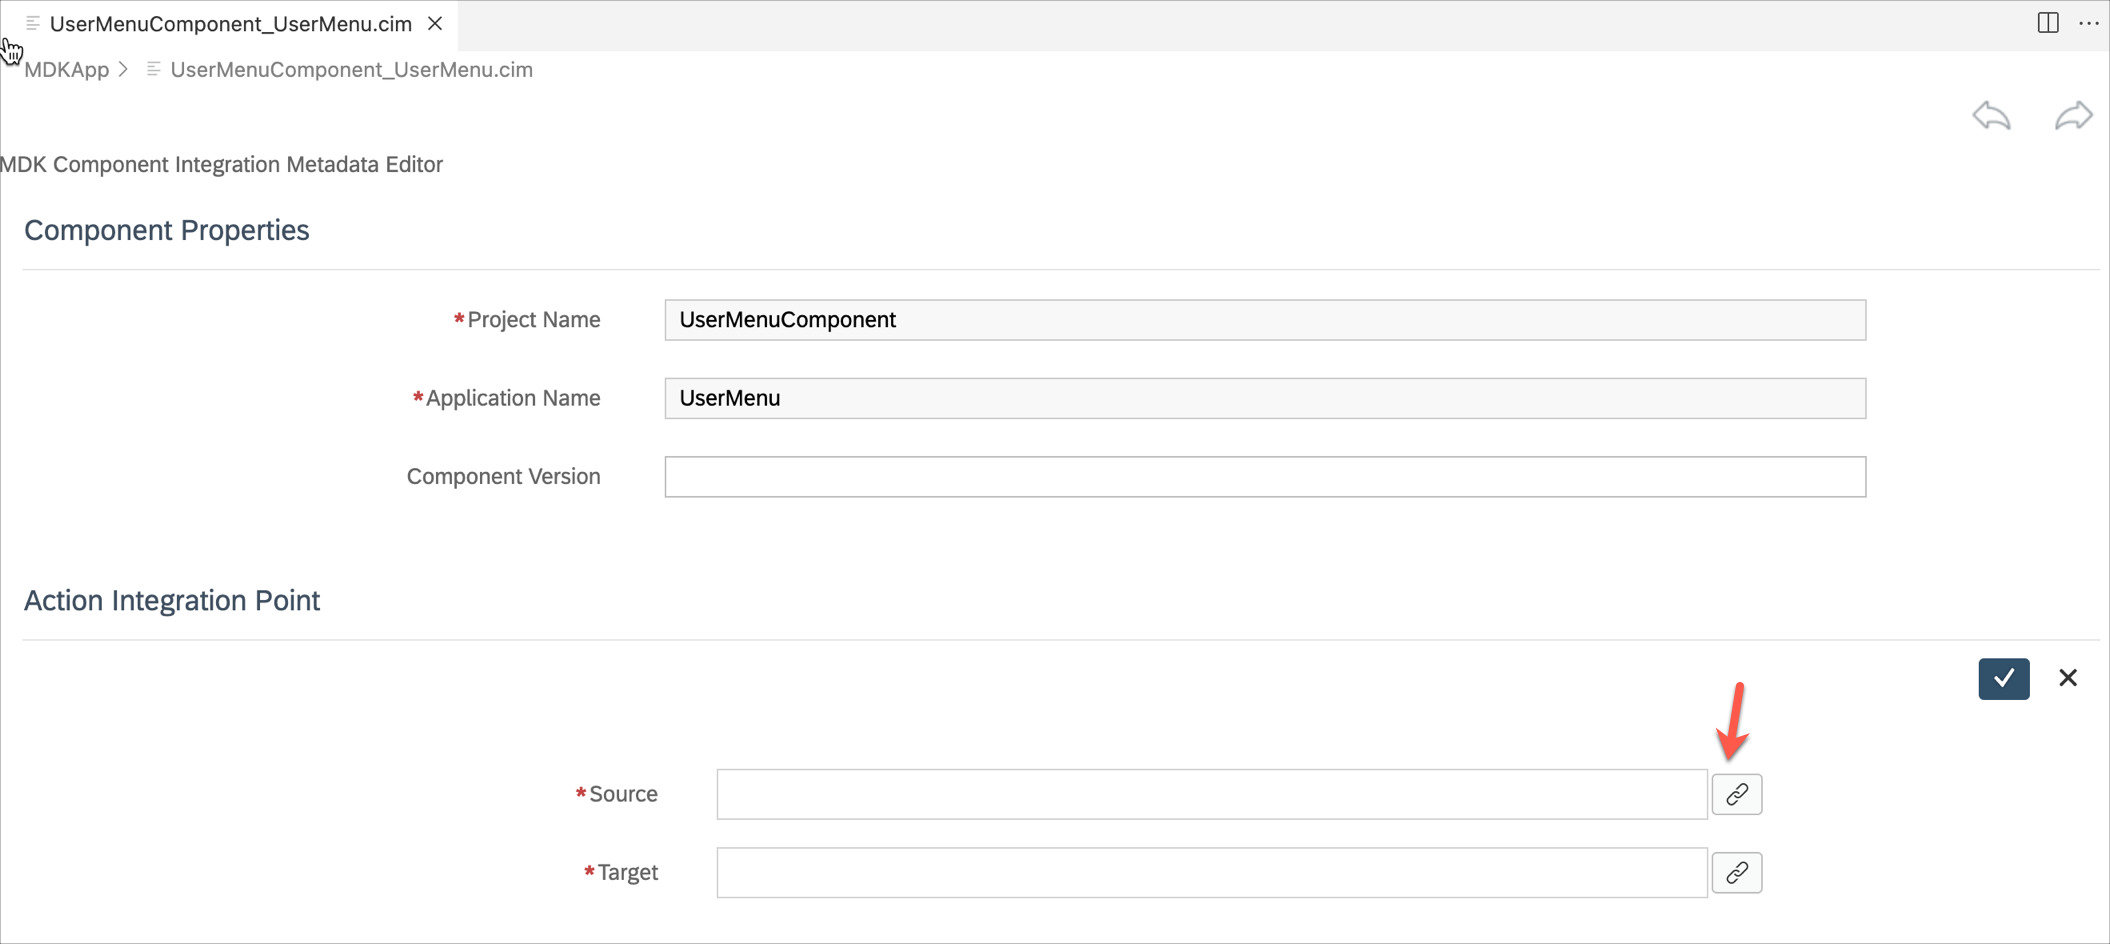 UserMenuComponent_UserMenu.cim
MDKApp > UserMenuComponent_UserMenu.cim
MDK Component Integration Metadata Editor
Component Properties
*Project Name UserMenuComponent
*Application Name UserMenu
Component Version
Action Integration Point
*Source
*Target